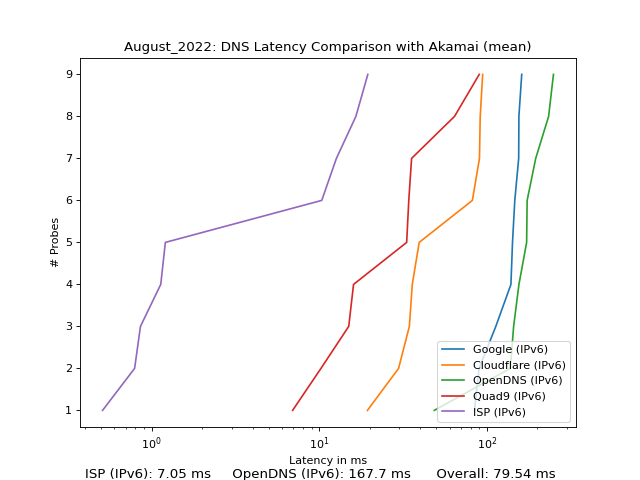 August_2022: DNS Latency Comparison with Akamai (mean)
9
8
7
6
5
4
3
2
1
# Probes
Google (IPv6)
Cloudflare (IPv6)
OpenDNS (IPv6)
Quad9 (IPv6)
ISP (IPv6)
10⁰ 10¹ 10²
Latency in ms
ISP (IPv6): 7.05 ms OpenDNS (IPv6): 167.7 ms Overall: 79.54 ms